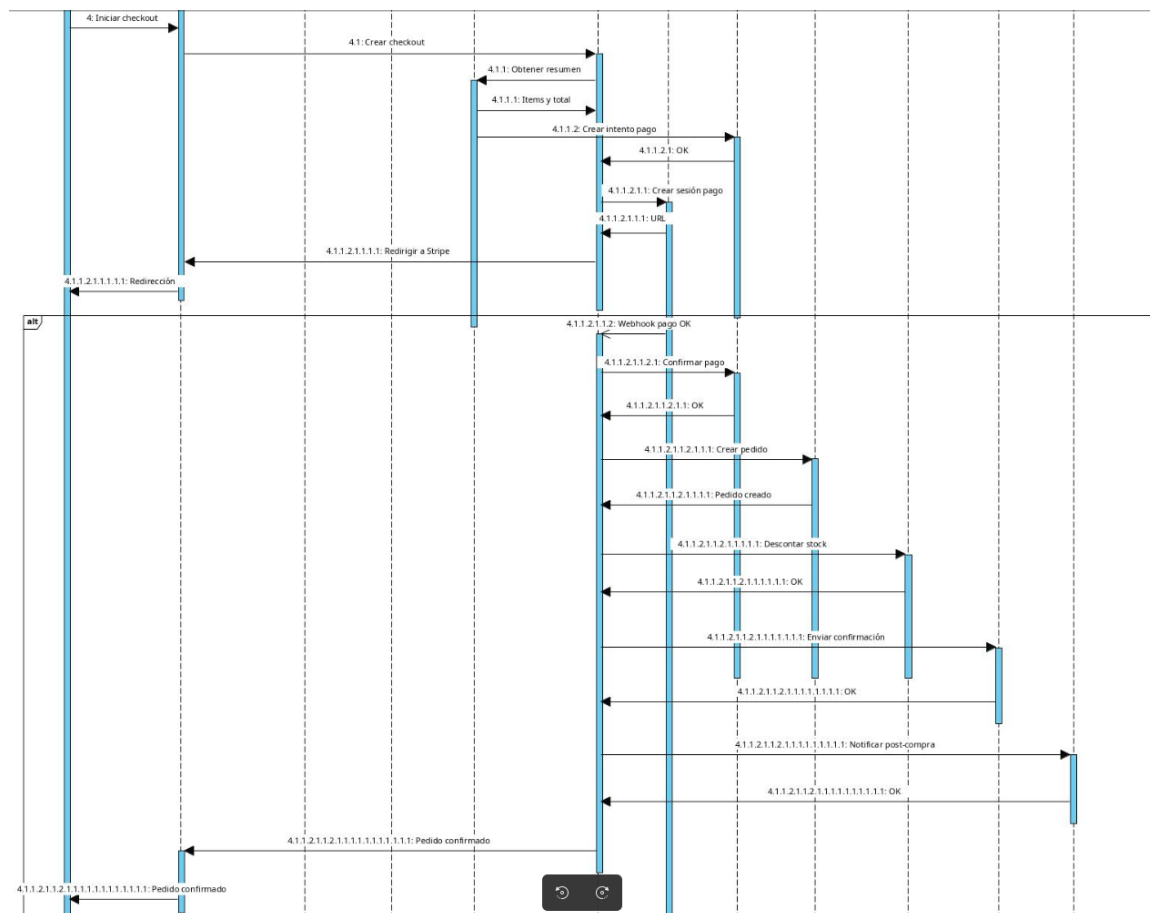 4: Iniciar checkout
4.1: Crear checkout
4.1.1: Obtener resumen
4.1.1.1: Items y total
4.1.1.2: Crear intento pago
4.1.1.2.1: OK
4.1.1.2.1.1: Crear sesión pago
4.1.1.2.1.1.1: URL
4.1.1.2.1.1.1.1: Redirigir a Stripe
4.1.1.2.1.1.1.1.1: Redirección
alt
4.1.1.2.1.1.2: Webhook pago OK
4.1.1.2.1.1.2.1: Confirmar pago
4.1.1.2.1.1.2.1.1: OK
4.1.1.2.1.1.2.1.1.1: Crear pedido
4.1.1.2.1.1.2.1.1.1.1: Pedido creado
4.1.1.2.1.1.2.1.1.1.1.1: Descontar stock
4.1.1.2.1.1.2.1.1.1.1.1.1: OK
4.1.1.2.1.1.2.1.1.1.1.1.1.1: Enviar confirmación
4.1.1.2.1.1.2.1.1.1.1.1.1.1.1: OK
4.1.1.2.1.1.2.1.1.1.1.1.1.1.1.1: Notificar post-compra
4.1.1.2.1.1.2.1.1.1.1.1.1.1.1.1.1: OK
4.1.1.2.1.1.2.1.1.1.1.1.1.1.1.1.1.1: Pedido confirmado
4.1.1.2.1.1.2.1.1.1.1.1.1.1.1.1.1.1.1: Pedido confirmado